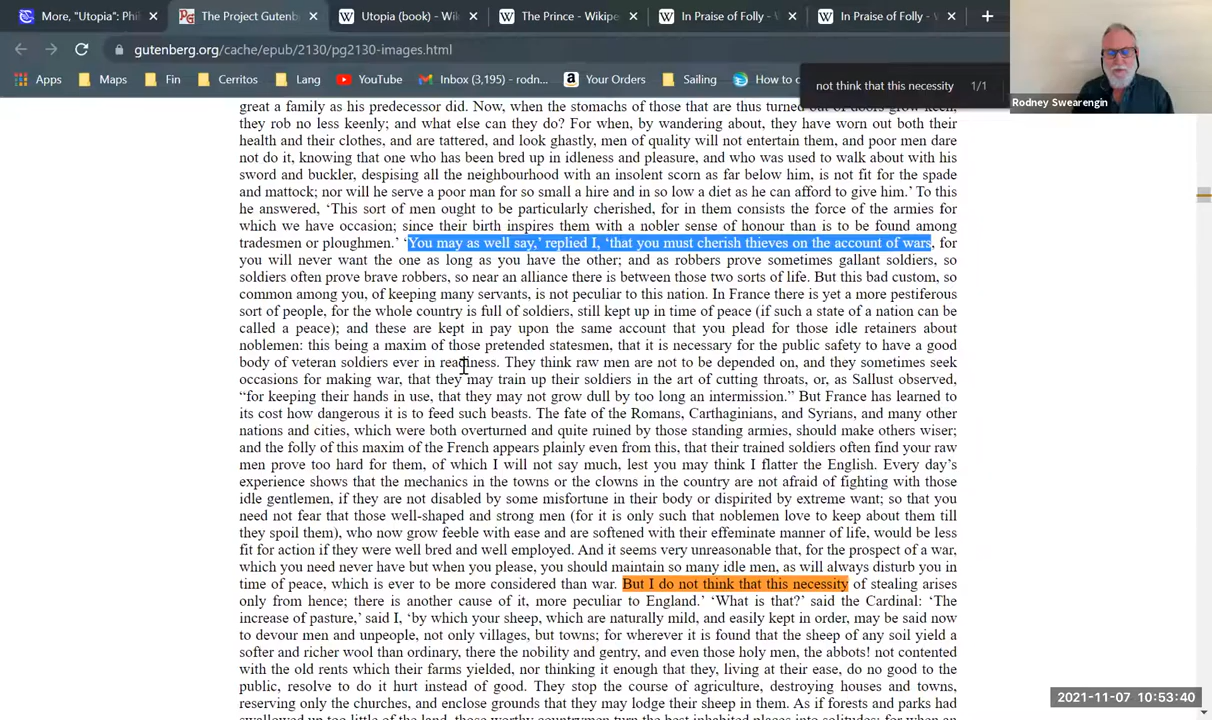 More, "Utopia": Phil
The Project Gutenb
Utopia (book) - Wik
The Prince - Wikipe
In Praise of Folly -
In Praise of Folly -
gutenberg.org/cache/epub/2130/pg2130-images.html
Apps
Maps
Fin
Cerritos
Lang
YouTube
Inbox (3,195) - rodn...
Your Orders
Sailing
How to c
not think that this necessity 1/1
Rodney Swearengin
great a family as his predecessor did. Now, when the stomachs of those that are thus turned out of doors grow keen,
they rob no less keenly; and what else can they do? For when, by wandering about, they have worn out both their
health and their clothes, and are tattered, and look ghastly, men of quality will not entertain them, and poor men dare
not do it, knowing that one who has been bred up in idleness and pleasure, and who was used to walk about with his
sword and buckler, despising all the neighbourhood with an insolent scorn as far below him, is not fit for the spade
and mattock; nor will he serve a poor man for so small a hire and in so low a diet as he can afford to give him.’ To this
he answered, ‘This sort of men ought to be particularly cherished, for in them consists the force of the armies for
which we have occasion; since their birth inspires them with a nobler sense of honour than is to be found among
tradesmen or ploughmen.’ ‘You may as well say,’ replied I, ‘that you must cherish thieves on the account of wars, for
you will never want the one as long as you have the other; and as robbers prove sometimes gallant soldiers, so
soldiers often prove brave robbers, so near an alliance there is between those two sorts of life. But this bad custom, so
common among you, of keeping many servants, is not peculiar to this nation. In France there is yet a more pestiferous
sort of people, for the whole country is full of soldiers, still kept up in time of peace (if such a state of a nation can be
called a peace); and these are kept in pay upon the same account that you plead for those idle retainers about
noblemen: this being a maxim of those pretended statesmen, that it is necessary for the public safety to have a good
body of veteran soldiers ever in readiness. They think raw men are not to be depended on, and they sometimes seek
occasions for making war, that they may train up their soldiers in the art of cutting throats, or, as Sallust observed,
“for keeping their hands in use, that they may not grow dull by too long an intermission.” But France has learned to
its cost how dangerous it is to feed such beasts. The fate of the Romans, Carthaginians, and Syrians, and many other
nations and cities, which were both overturned and quite ruined by those standing armies, should make others wiser;
and the folly of this maxim of the French appears plainly even from this, that their trained soldiers often find your raw
men prove too hard for them, of which I will not say much, lest you may think I flatter the English. Every day’s
experience shows that the mechanics in the towns or the clowns in the country are not afraid of fighting with those
idle gentlemen, if they are not disabled by some misfortune in their body or dispirited by extreme want; so that you
need not fear that those well-shaped and strong men (for it is only such that noblemen love to keep about them till
they spoil them), who now grow feeble with ease and are softened with their effeminate manner of life, would be less
fit for action if they were well bred and well employed. And it seems very unreasonable that, for the prospect of a war,
which you need never have but when you please, you should maintain so many idle men, as will always disturb you in
time of peace, which is ever to be more considered than war. But I do not think that this necessity of stealing arises
only from hence; there is another cause of it, more peculiar to England.’ ‘What is that?’ said the Cardinal: ‘The
increase of pasture,’ said I, ‘by which your sheep, which are naturally mild, and easily kept in order, may be said now
to devour men and unpeople, not only villages, but towns; for wherever it is found that the sheep of any soil yield a
softer and richer wool than ordinary, there the nobility and gentry, and even those holy men, the abbots! not contented
with the old rents which their farms yielded, nor thinking it enough that they, living at their ease, do no good to the
public, resolve to do it hurt instead of good. They stop the course of agriculture, destroying houses and towns,
reserving only the churches, and enclose grounds that they may lodge their sheep in them. As if forests and parks had
swallowed up too little of the land, those worthy countrymen turn the best inhabited places into solitudes; for when an
2021-11-07 10:53:40